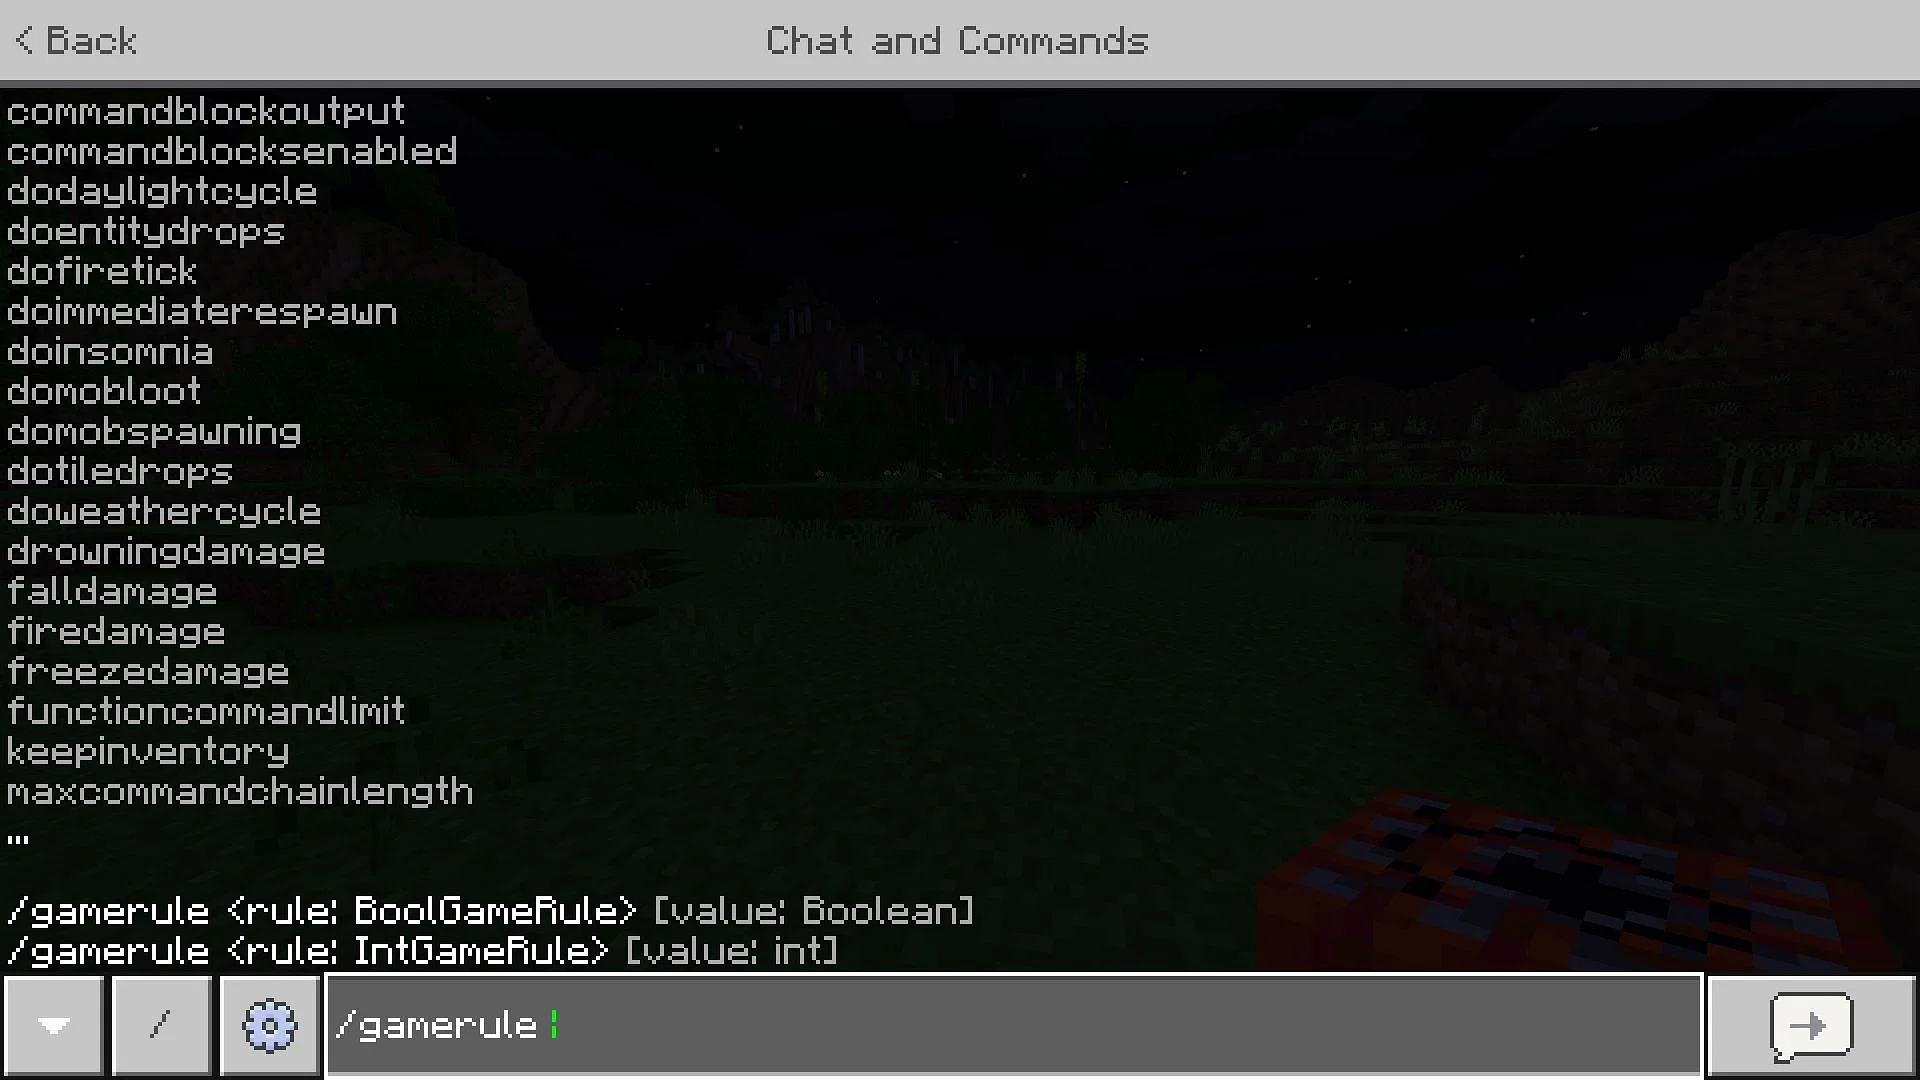 < Back
Chat and Commands
commandblockoutput
commandblocksenabled
dodaylightcycle
doentitydrops
dofiretick
doimmediaterespawn
doinsomnia
domobloot
domobspawning
dotiledrops
doweathercycle
drowningdamage
falldamage
firedamage
freezedamage
functioncommandlimit
keepinventory
maxcommandchainlength
...
/gamerule <rule: BoolGameRule> [value: Boolean]
/gamerule <rule: IntGameRule> [value: int]
/
/gamerule